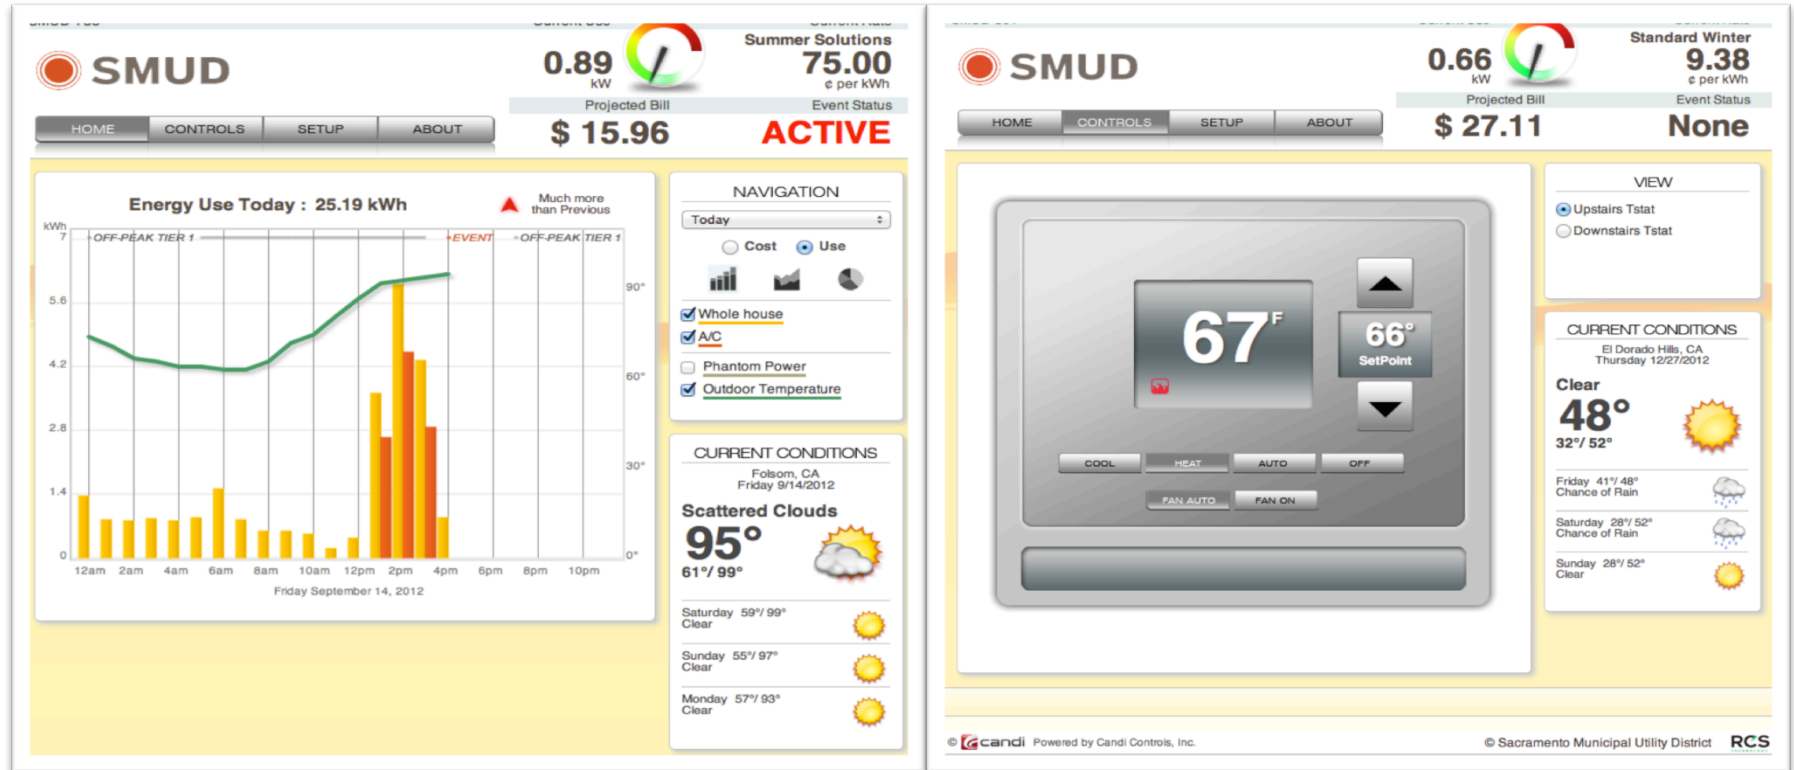 Current Use
Current Rate
SMUD
0.89
kW
Summer Solutions
75.00
¢ per kWh
Projected Bill
Event Status
$ 15.96
ACTIVE
HOME
CONTROLS
SETUP
ABOUT
Energy Use Today : 25.19 kWh
Much more
than Previous
kWh
7
5.6
4.2
2.8
1.4
0
OFF-PEAK TIER 1
EVENT
OFF-PEAK TIER 1
90°
60°
30°
0°
12am 2am 4am 6am 8am 10am 12pm 2pm 4pm 6pm 8pm 10pm
Friday September 14, 2012
NAVIGATION
Today
Cost
Use
Whole house
A/C
Phantom Power
Outdoor Temperature
CURRENT CONDITIONS
Folsom, CA
Friday 9/14/2012
Scattered Clouds
95°
61°/ 99°
Saturday 59°/ 99°
Clear
Sunday 55°/ 97°
Clear
Monday 57°/ 93°
Clear
Current Use
Current Rate
SMUD
0.66
kW
Standard Winter
9.38
¢ per kWh
Projected Bill
Event Status
$ 27.11
None
HOME
CONTROLS
SETUP
ABOUT
67F
66°
SetPoint
COOL
HEAT
AUTO
OFF
FAN AUTO
FAN ON
VIEW
Upstairs Tstat
Downstairs Tstat
CURRENT CONDITIONS
El Dorado Hills, CA
Thursday 12/27/2012
Clear
48°
32°/ 52°
Friday 41°/ 48°
Chance of Rain
Saturday 28°/ 52°
Chance of Rain
Sunday 28°/ 52°
Clear
© candi Powered by Candi Controls, Inc.
© Sacramento Municipal Utility District RCS